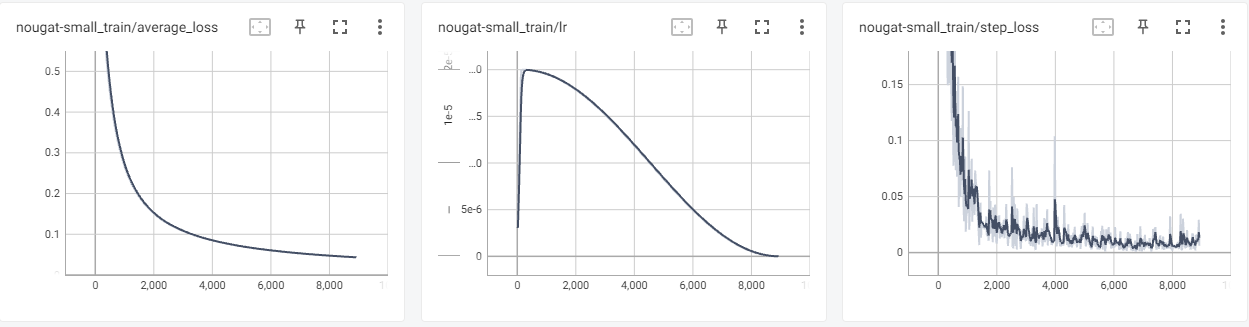 nougat-small_train/average_loss
0.5
0.4
0.3
0.2
0.1
0 2,000 4,000 6,000 8,000
nougat-small_train/lr
2e-
1e-5
...0
...5
...0
5e-6
0
0 2,000 4,000 6,000 8,000
nougat-small_train/step_loss
0.15
0.1
0.05
0
0 2,000 4,000 6,000 8,000